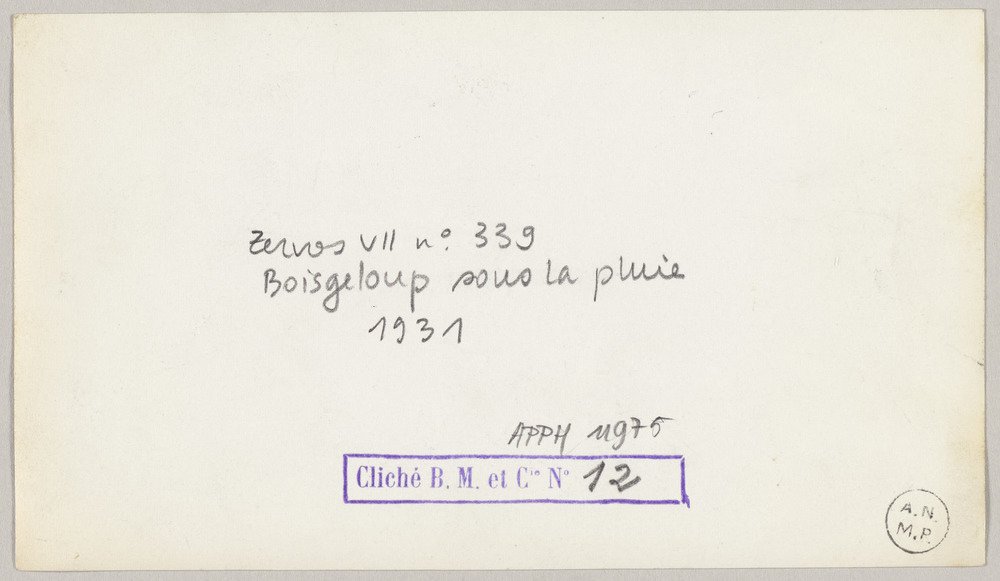 Zervos VII n°. 339
Boisgeloup sous la pluie
1931
APPH 11975
Cliché B. M. et Cie N° 12
A.N.
M.P.